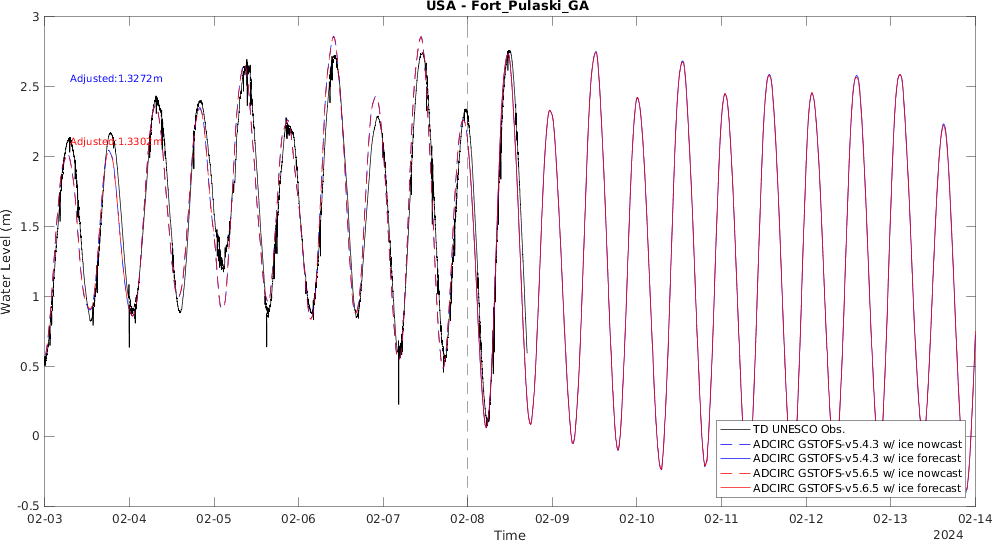 USA - Fort_Pulaski_GA
3
2.5
2
1.5
1
0.5
0
-0.5
Water Level (m)
Adjusted:1.3272m
Adjusted:1.3302m
TD UNESCO Obs.
ADCIRC GSTOFS-v5.4.3 w/ ice nowcast
ADCIRC GSTOFS-v5.4.3 w/ ice forecast
ADCIRC GSTOFS-v5.6.5 w/ ice nowcast
ADCIRC GSTOFS-v5.6.5 w/ ice forecast
02-03 02-04 02-05 02-06 02-07 02-08 02-09 02-10 02-11 02-12 02-13 02-14
Time
2024